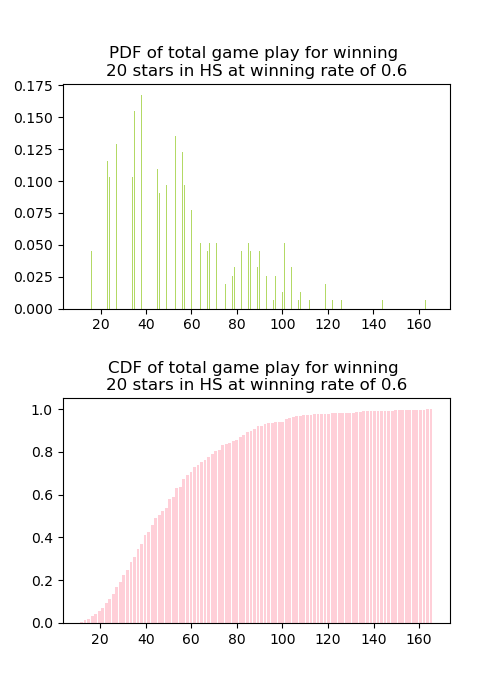 PDF of total game play for winning
20 stars in HS at winning rate of 0.6
0.175
0.150
0.125
0.100
0.075
0.050
0.025
0.000
20 40 60 80 100 120 140 160
CDF of total game play for winning
20 stars in HS at winning rate of 0.6
1.0
0.8
0.6
0.4
0.2
0.0
20 40 60 80 100 120 140 160